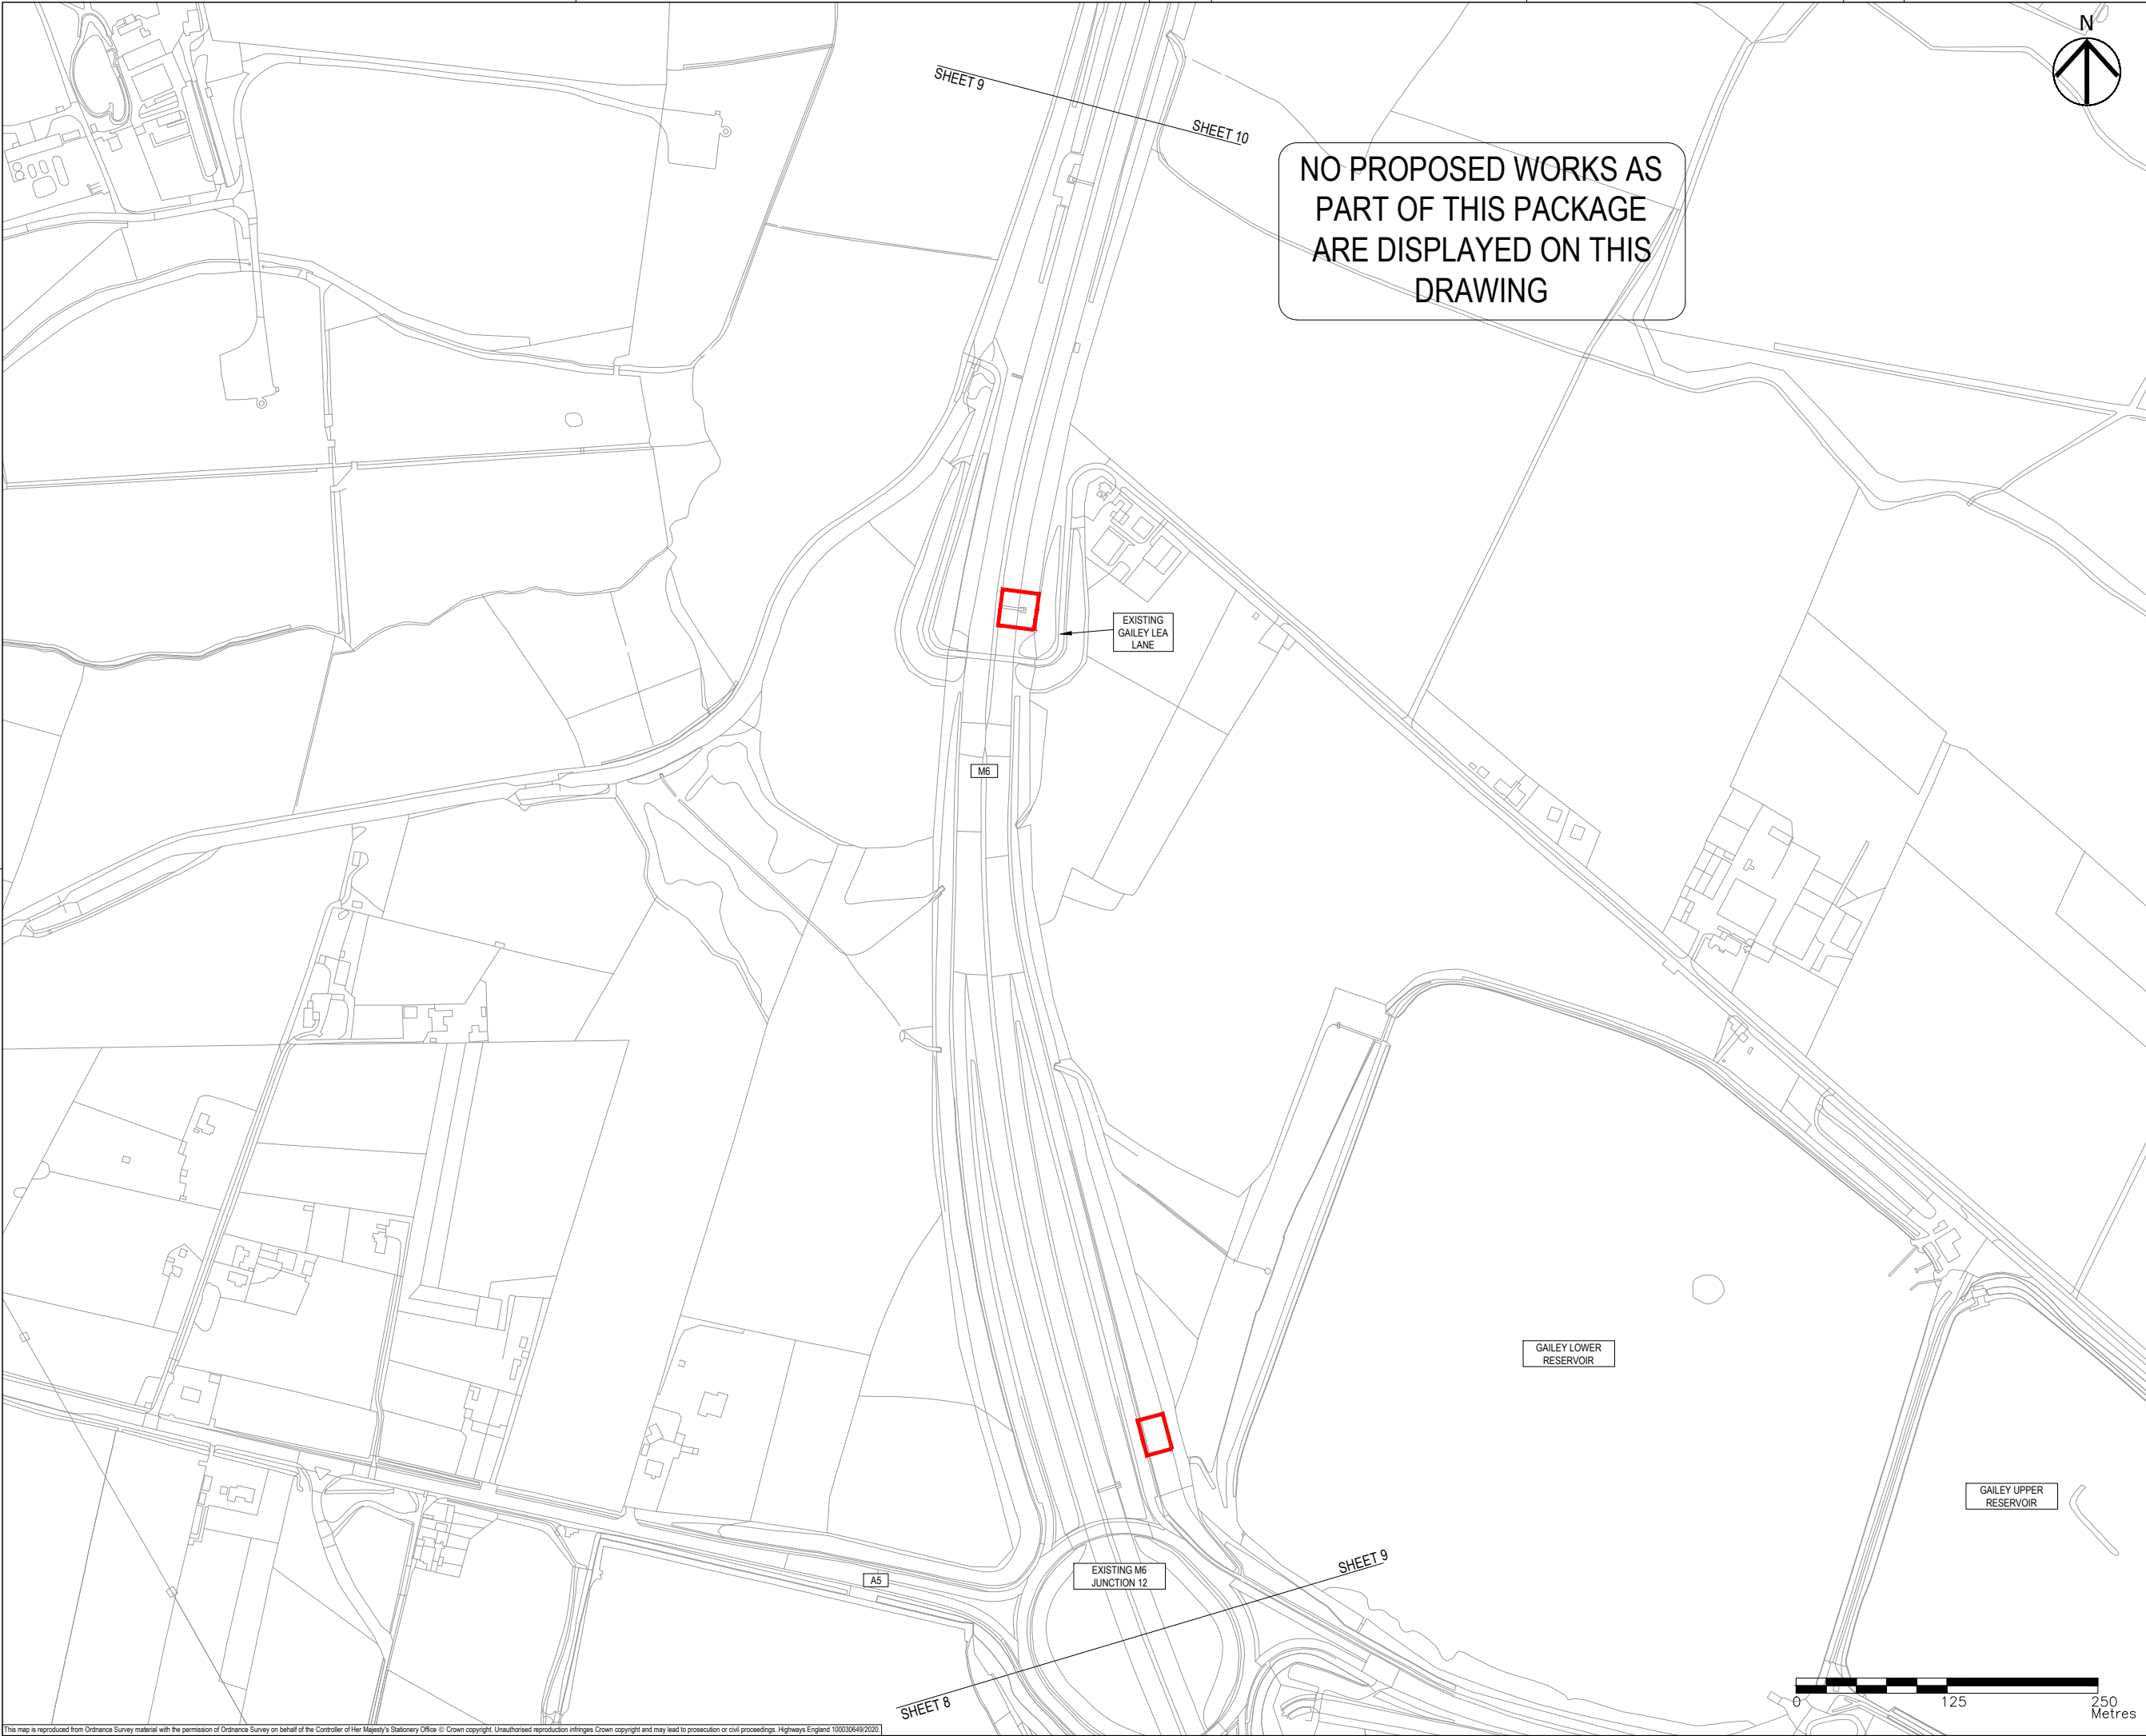 N
SHEET 9
SHEET 10
NO PROPOSED WORKS AS
PART OF THIS PACKAGE
ARE DISPLAYED ON THIS
DRAWING
EXISTING
GAILEY LEA
LANE
M6
GAILEY LOWER
RESERVOIR
GAILEY UPPER
RESERVOIR
EXISTING M6
JUNCTION 12
A5
SHEET 9
SHEET 8
0 125 250
Metres
This map is reproduced from Ordnance Survey material with the permission of Ordnance Survey on behalf of the Controller of Her Majesty's Stationery Office © Crown copyright. Unauthorised reproduction infringes Crown copyright and may lead to prosecution or civil proceedings. Highways England 100030649/2020.